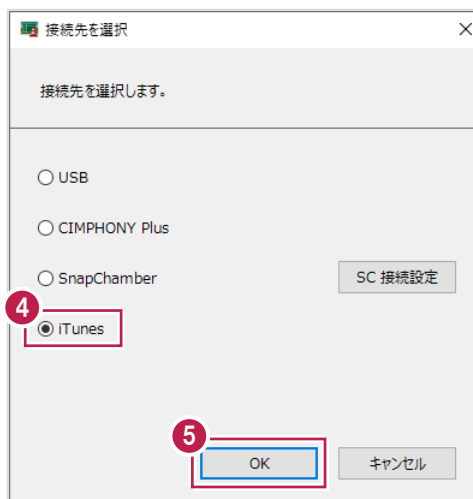 接続先を選択
接続先を選択します。
USB
CIMPHONY Plus
SnapChamber
SC 接続設定
4
iTunes
5
OK
キャンセル